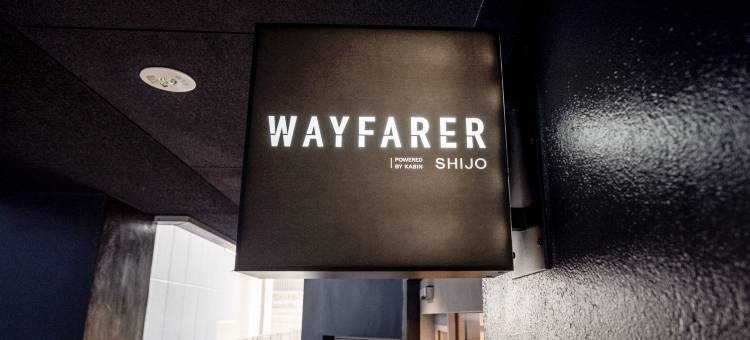 WAYFARER
| POWERED
BY KABIN
SHIJO